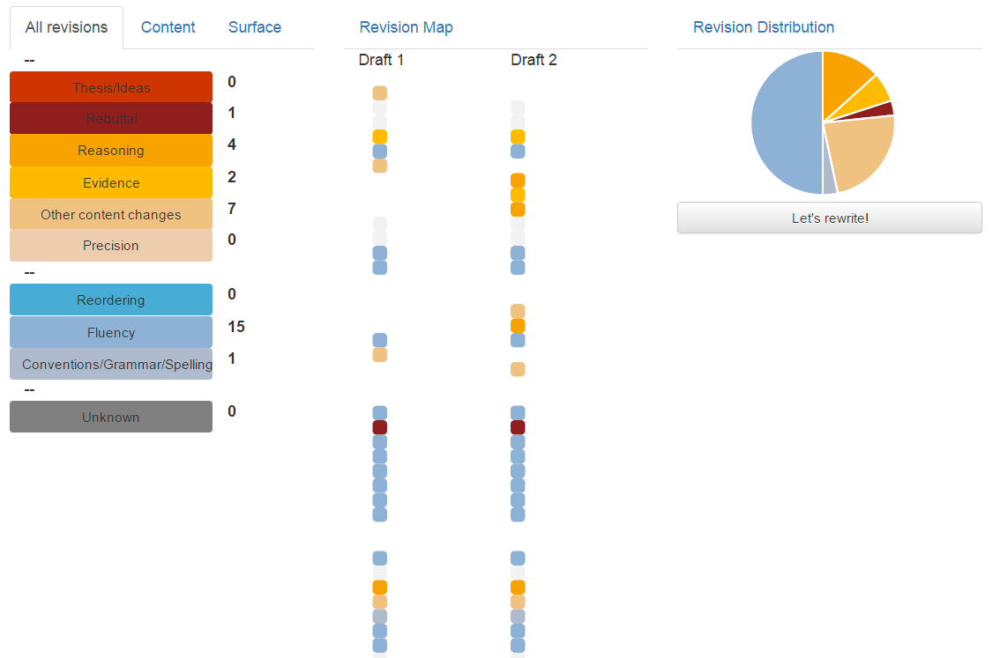 All revisions Content Surface Revision Map Revision Distribution
-- Draft 1 Draft 2
Thesis/Ideas 0
Rebuttal 1
Reasoning 4
Evidence 2
Other content changes 7
Precision 0
--
Reordering 0
Fluency 15
Conventions/Grammar/Spelling 1
--
Unknown 0
Let's rewrite!